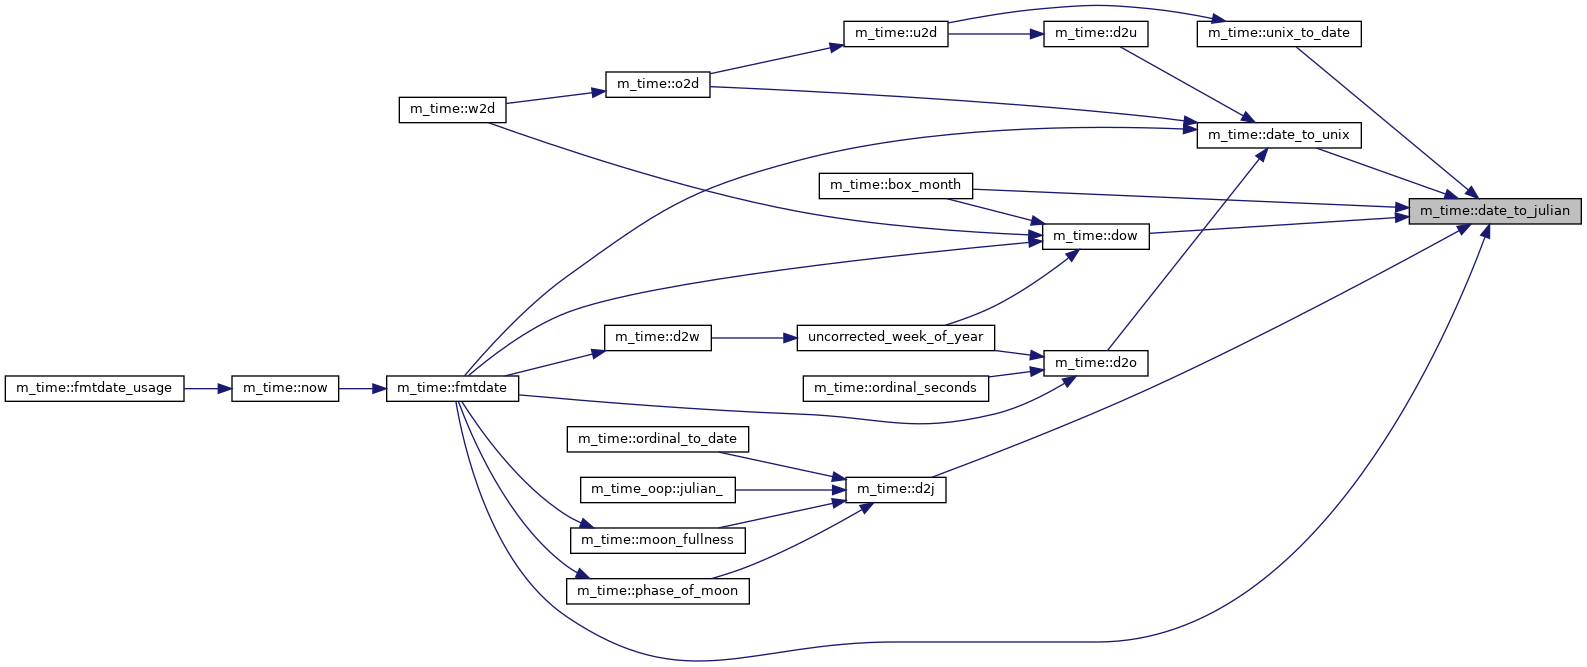 m_time::u2d
m_time::d2u
m_time::unix_to_date
m_time::o2d
m_time::w2d
m_time::date_to_unix
m_time::box_month
m_time::date_to_julian
m_time::dow
m_time::d2w
uncorrected_week_of_year
m_time::d2o
m_time::fmtdate_usage
m_time::now
m_time::fmtdate
m_time::ordinal_seconds
m_time::ordinal_to_date
m_time_oop::julian_
m_time::d2j
m_time::moon_fullness
m_time::phase_of_moon